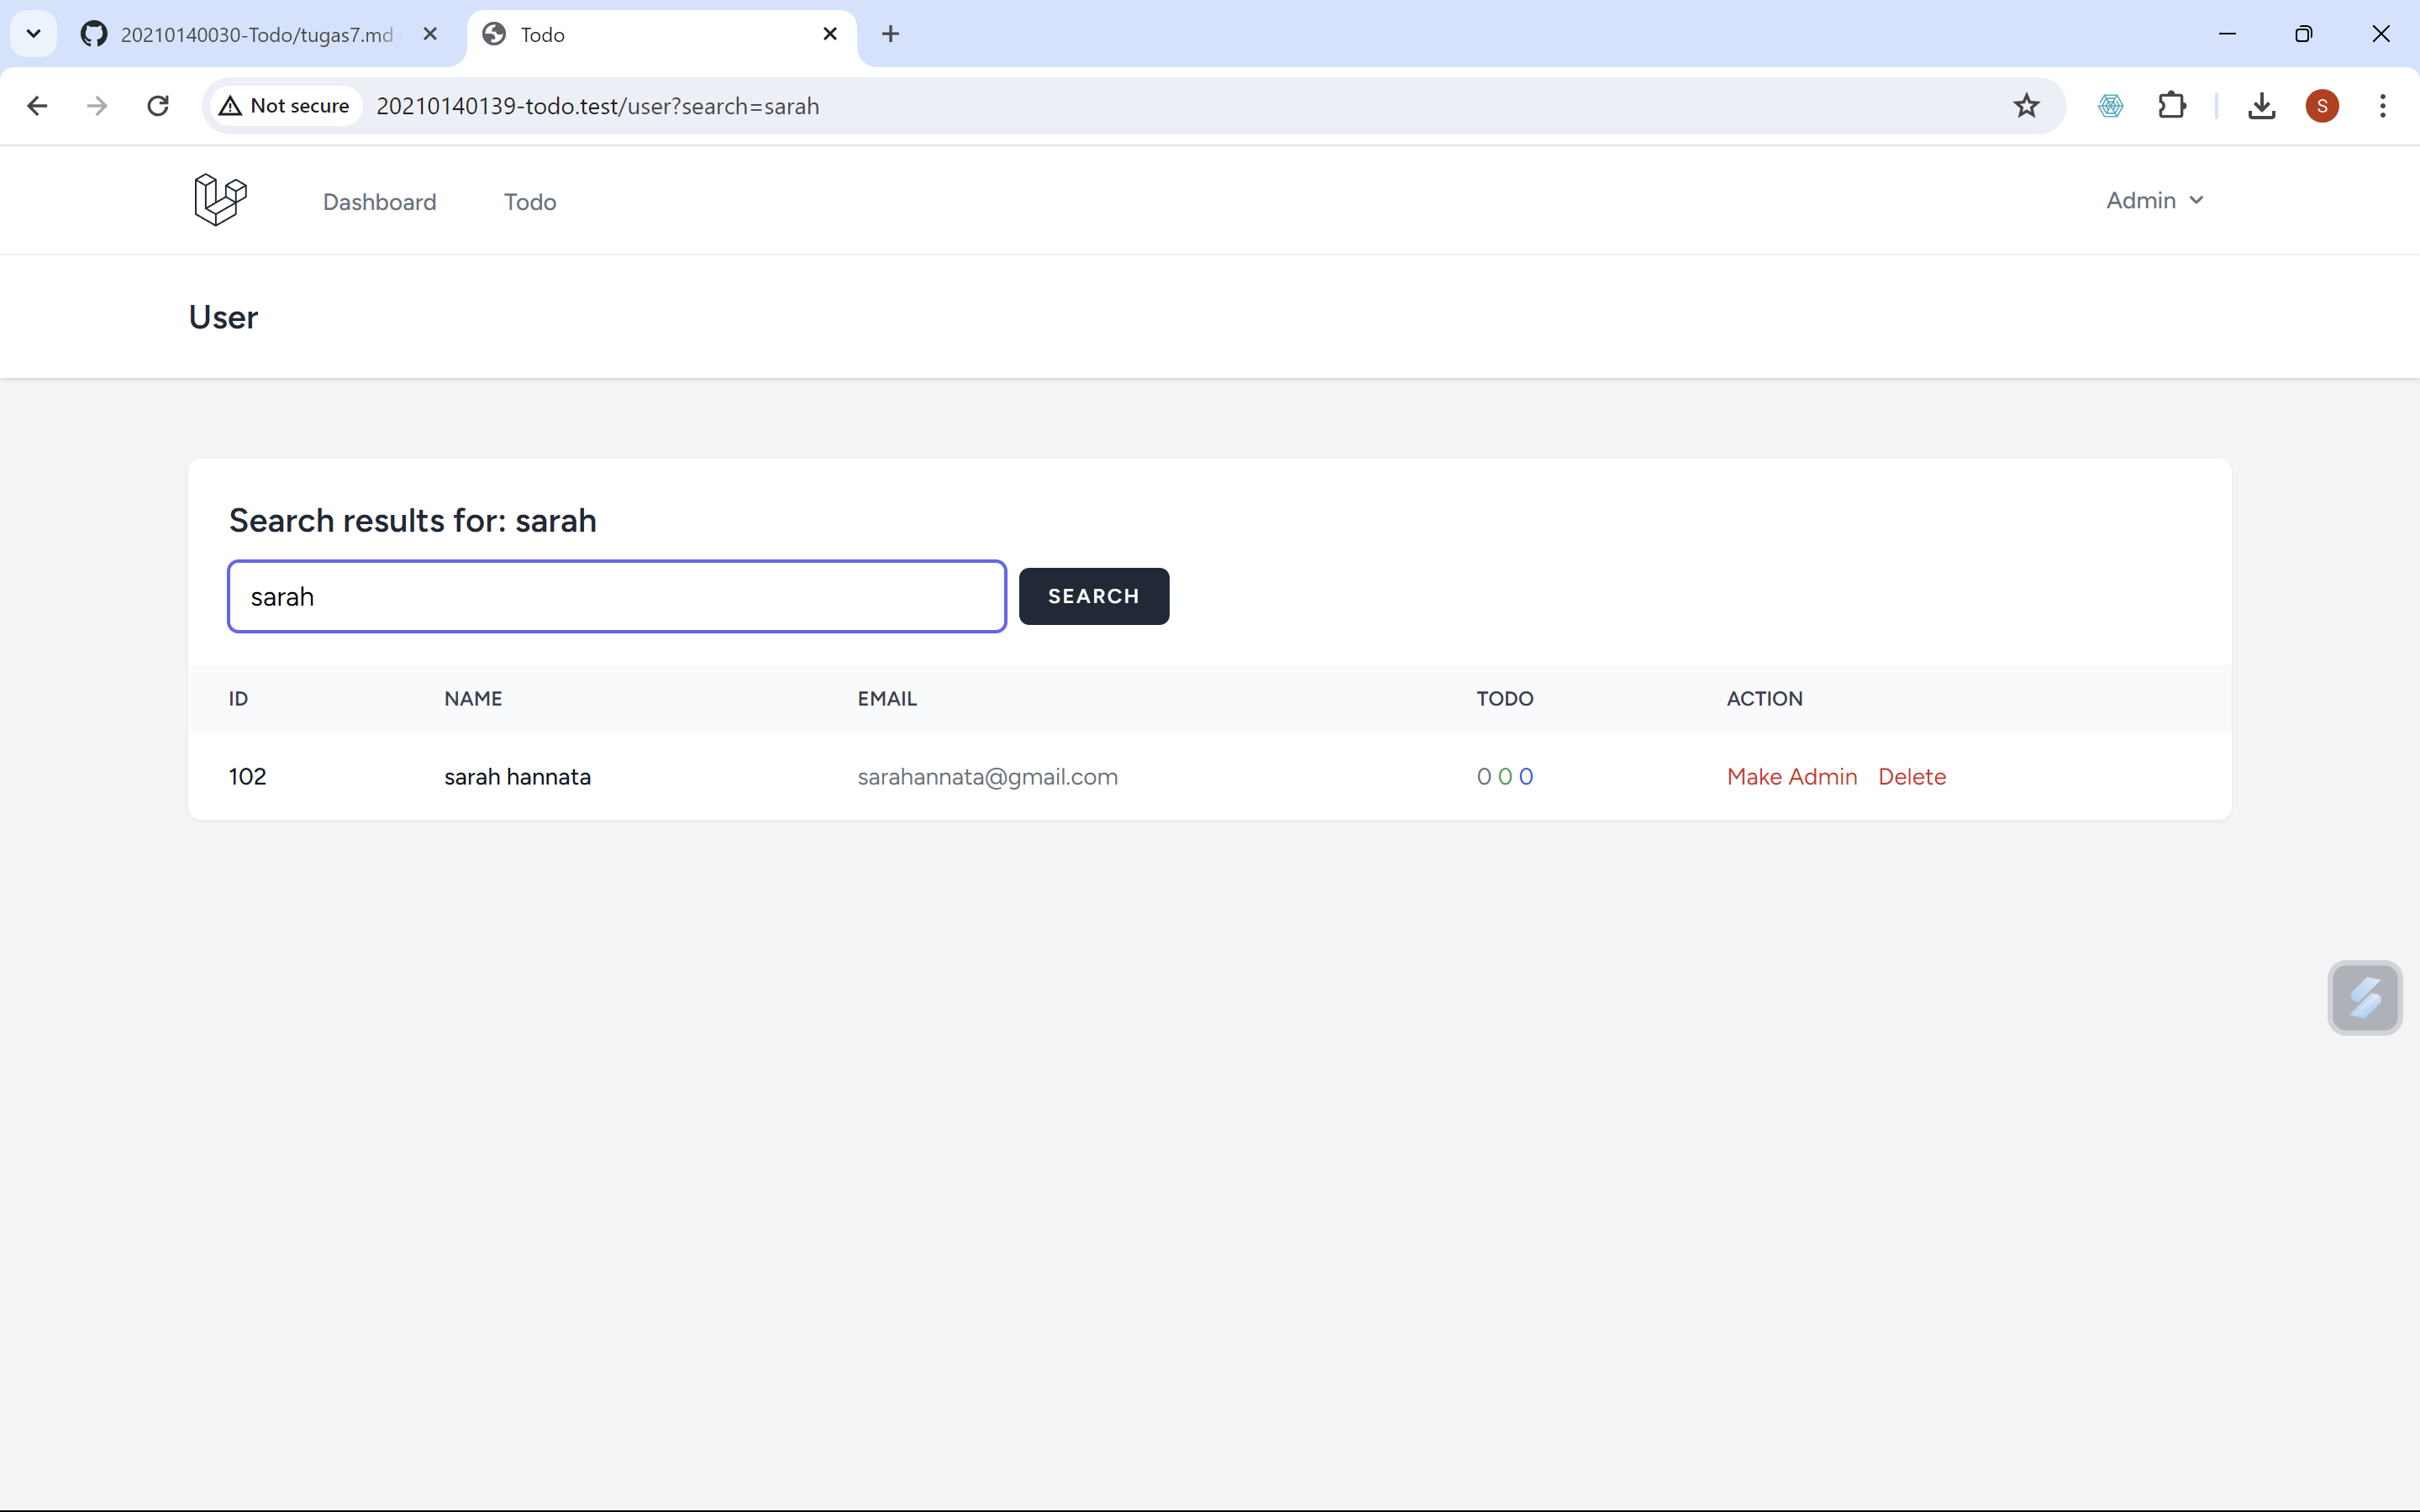 20210140030-Todo/tugas7.md
Todo
Not secure
20210140139-todo.test/user?search=sarah
S
Dashboard
Todo
Admin
User
Search results for: sarah
sarah
SEARCH
ID NAME EMAIL TODO ACTION
102 sarah hannata sarahannata@gmail.com 0 0 0 Make Admin Delete